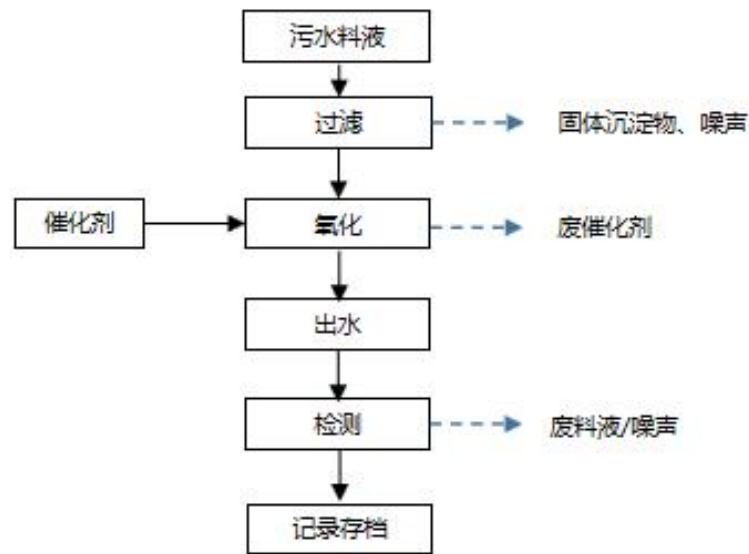 污水料液
过滤
固体沉淀物、噪声
催化剂
氧化
废催化剂
出水
检测
废料液/噪声
记录存档